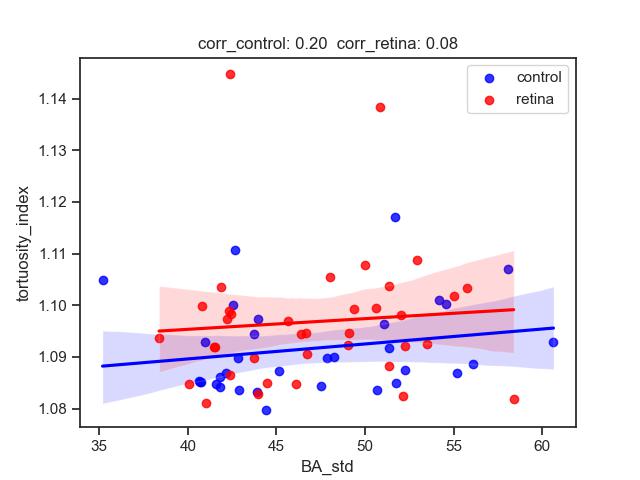 corr_control: 0.20  corr_retina: 0.08
control
retina
1.14
1.13
1.12
1.11
1.10
1.09
1.08
tortuosity_index
35 40 45 50 55 60
BA_std